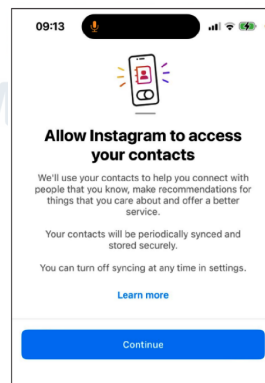 09:13
Allow Instagram to access
your contacts
We'll use your contacts to help you connect with
people that you know, make recommendations for
things that you care about and offer a better
service.
Your contacts will be periodically synced and
stored securely.
You can turn off syncing at any time in settings.
Learn more
Continue